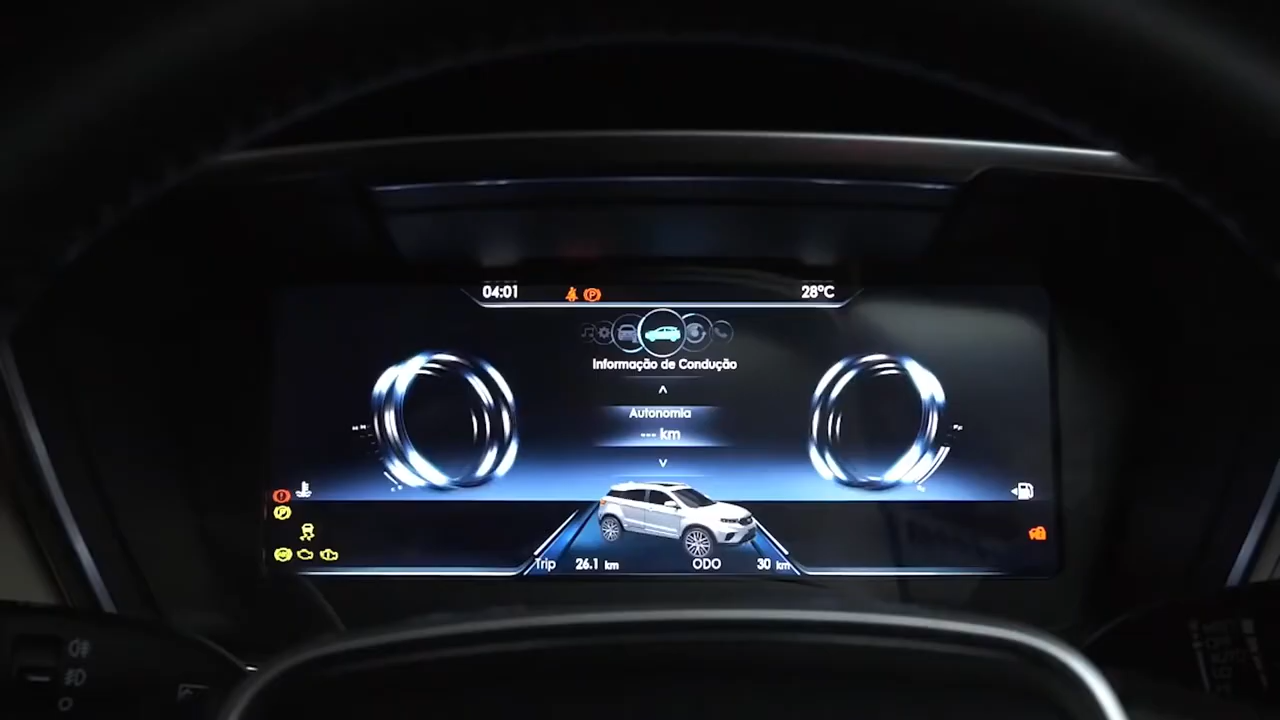 04:01
28°C
Informação de Condução
Autonomia
--- km
Trip 26.1 km ODO 30 km